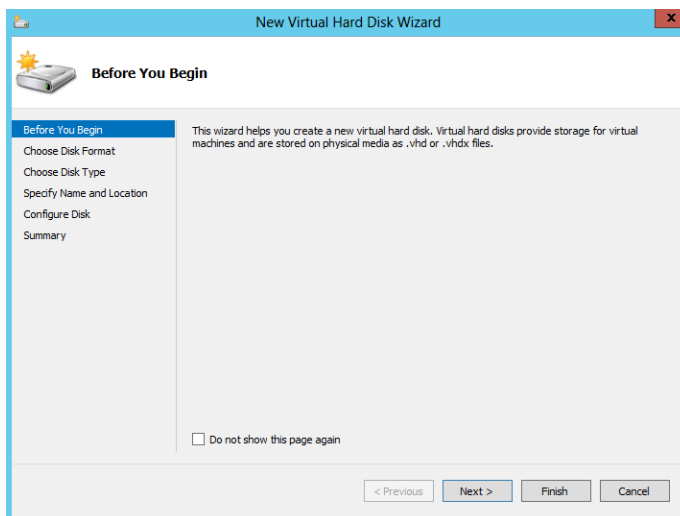 New Virtual Hard Disk Wizard
x
Before You Begin
Before You Begin
Choose Disk Format
Choose Disk Type
Specify Name and Location
Configure Disk
Summary
This wizard helps you create a new virtual hard disk. Virtual hard disks provide storage for virtual
machines and are stored on physical media as .vhd or .vhdx files.
Do not show this page again
< Previous
Next >
Finish
Cancel